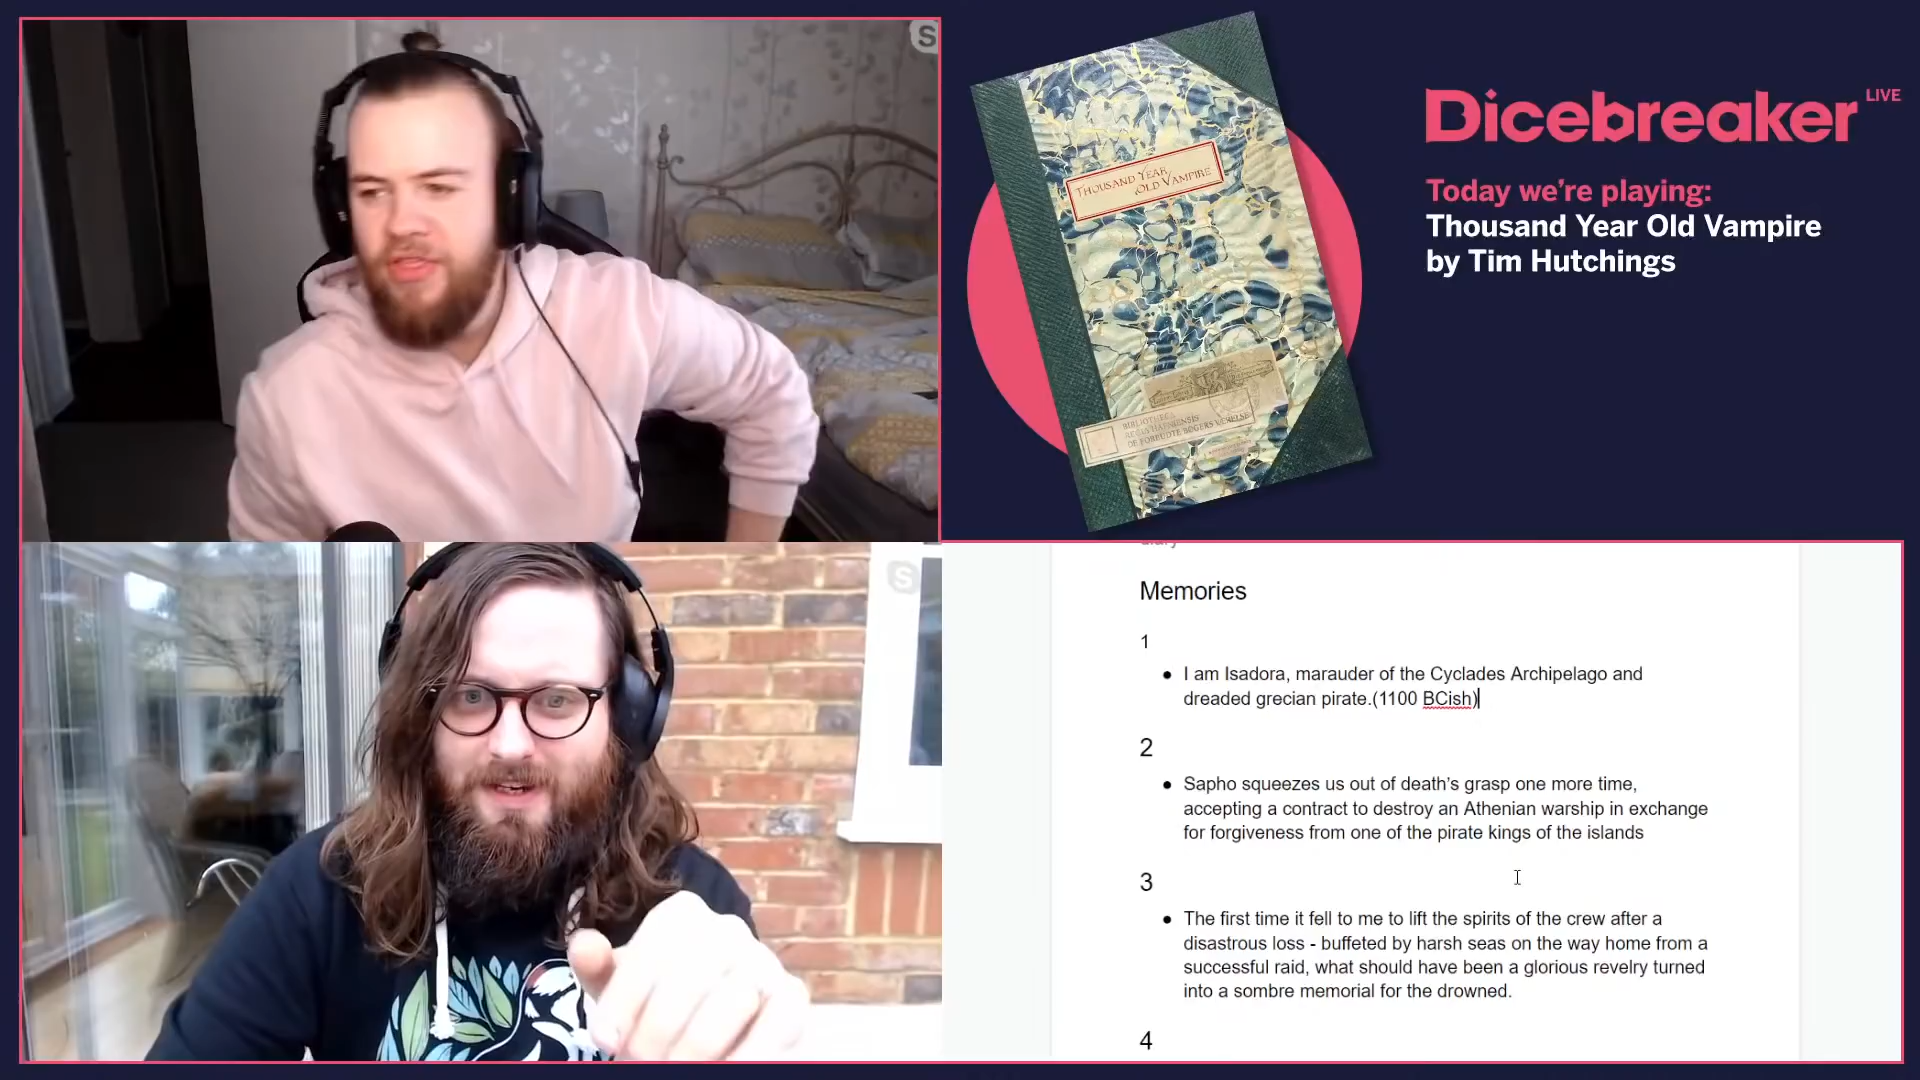 S
THOUSAND YEAR
OLD VAMPIRE
BIBLIOTHECA
Dicebreaker LIVE
Today we're playing:
Thousand Year Old Vampire
by Tim Hutchings
S
diary
Memories
1
● I am Isadora, marauder of the Cyclades Archipelago and
dreaded grecian pirate.(1100 BCish)
2
● Sapho squeezes us out of death's grasp one more time,
accepting a contract to destroy an Athenian warship in exchange
for forgiveness from one of the pirate kings of the islands
3
● The first time it fell to me to lift the spirits of the crew after a
disastrous loss - buffeted by harsh seas on the way home from a
successful raid, what should have been a glorious revelry turned
into a sombre memorial for the drowned.
4